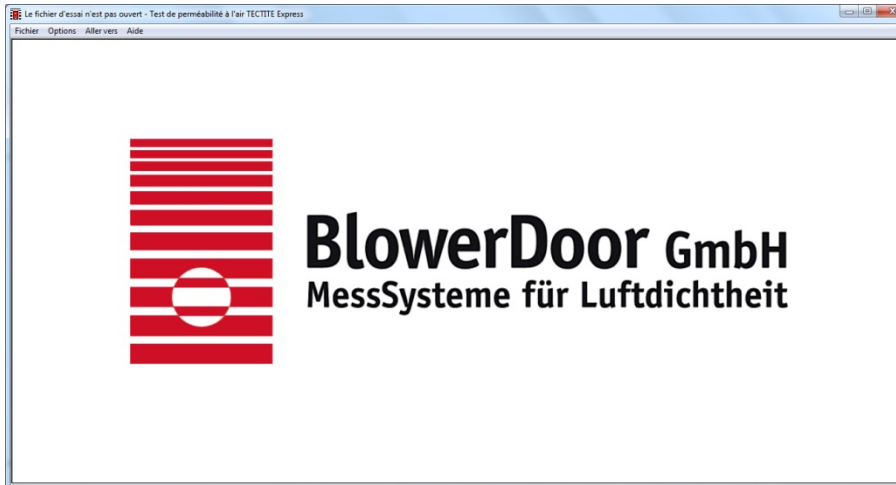 Le fichier d'essai n'est pas ouvert - Test de perméabilité à l'air TECTITE Express
Fichier Options Aller vers Aide
BlowerDoor GmbH
MessSysteme für Luftdichtheit